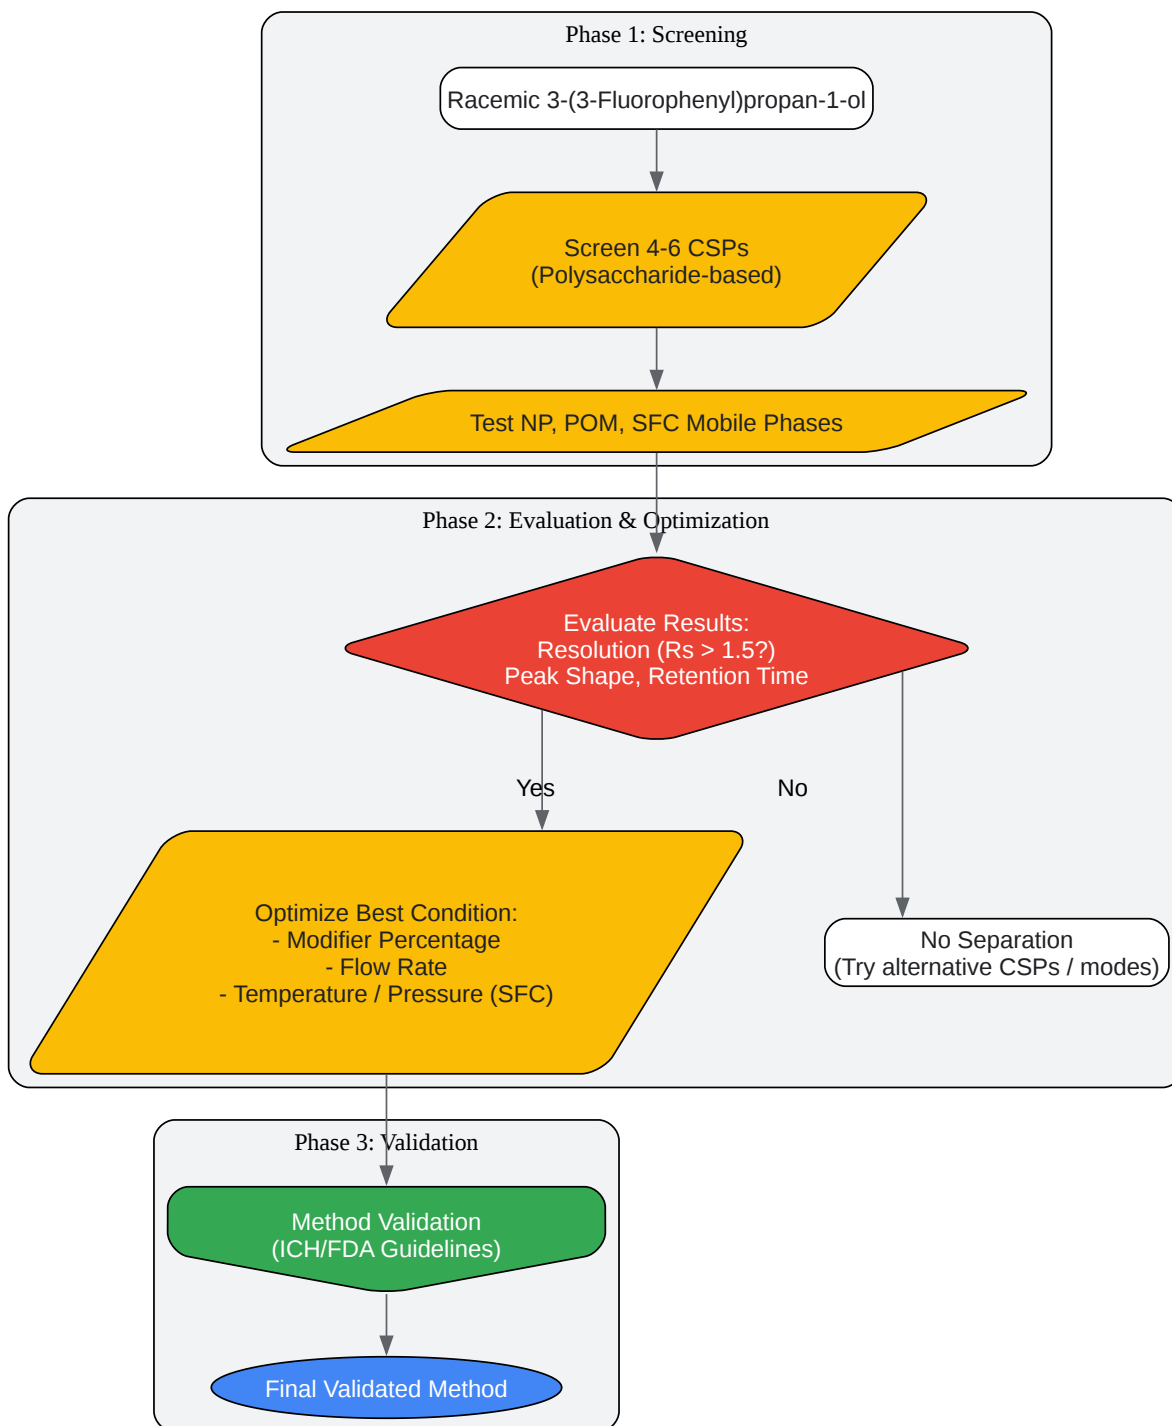 Phase 1: Screening
Racemic 3-(3-Fluorophenyl)propan-1-ol
Screen 4-6 CSPs
(Polysaccharide-based)
Test NP, POM, SFC Mobile Phases
Phase 2: Evaluation & Optimization
Evaluate Results:
Resolution (Rs > 1.5?)
Peak Shape, Retention Time
Yes
No
Optimize Best Condition:
- Modifier Percentage
- Flow Rate
- Temperature / Pressure (SFC)
No Separation
(Try alternative CSPs / modes)
Phase 3: Validation
Method Validation
(ICH/FDA Guidelines)
Final Validated Method